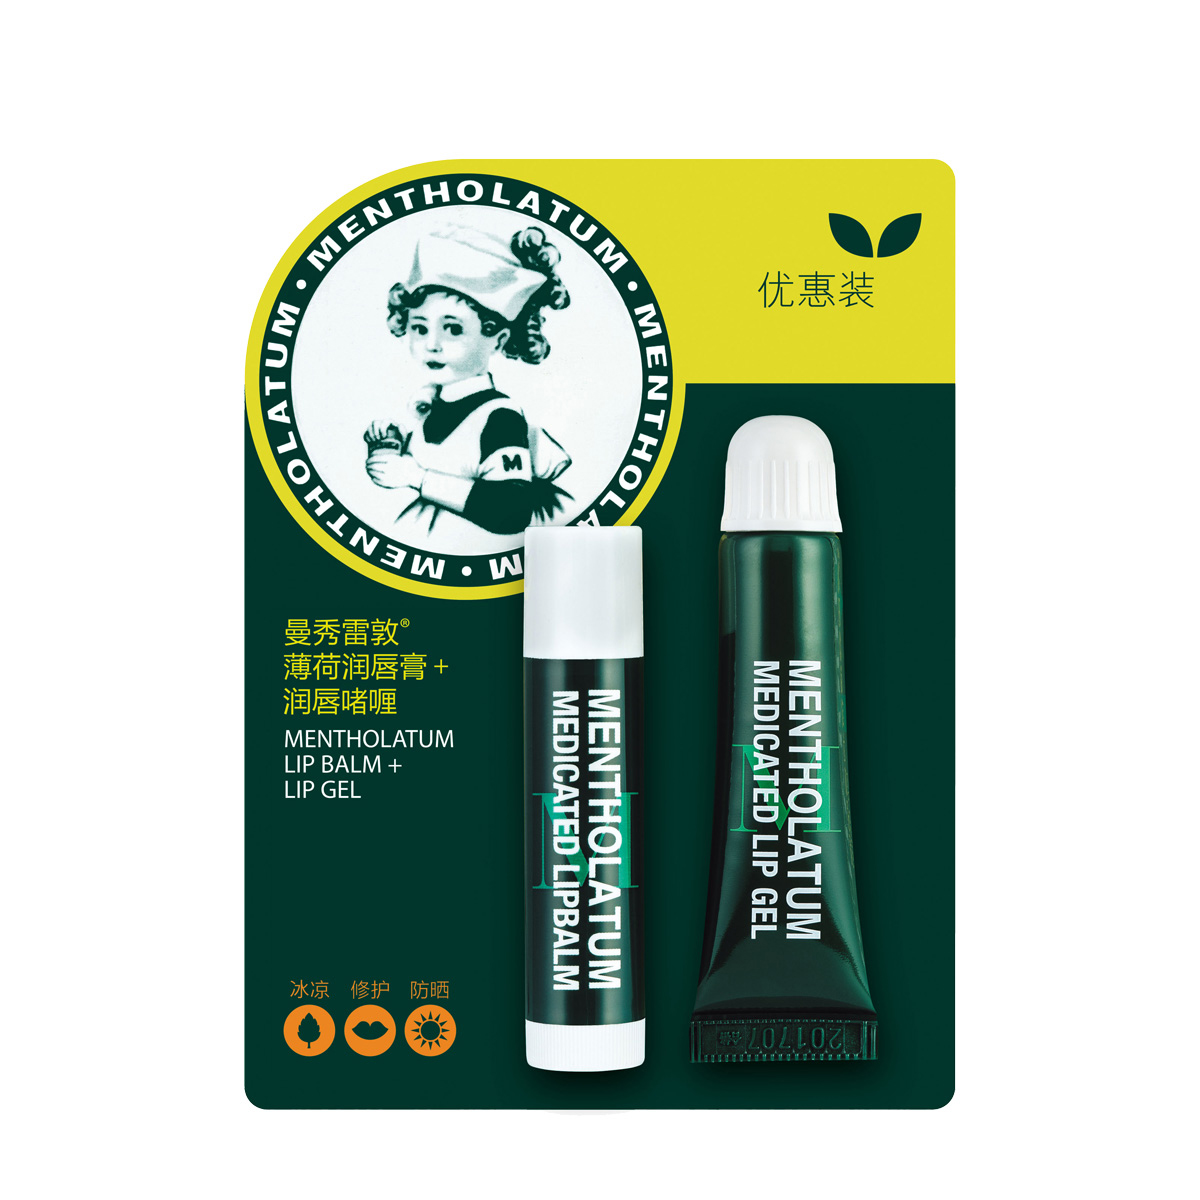 MENTHOLATUM • MENTHOLATUM • MENTHOLATUM • MENTHOLA M
M
优惠装
曼秀雷敦®
薄荷润唇膏+
润唇啫喱
MENTHOLATUM
LIP BALM +
LIP GEL
冰凉 修护 防晒
M
MENTHOLATUM
MEDICATED LIPBALM
M
MENTHOLATUM
MEDICATED LIP GEL
201707